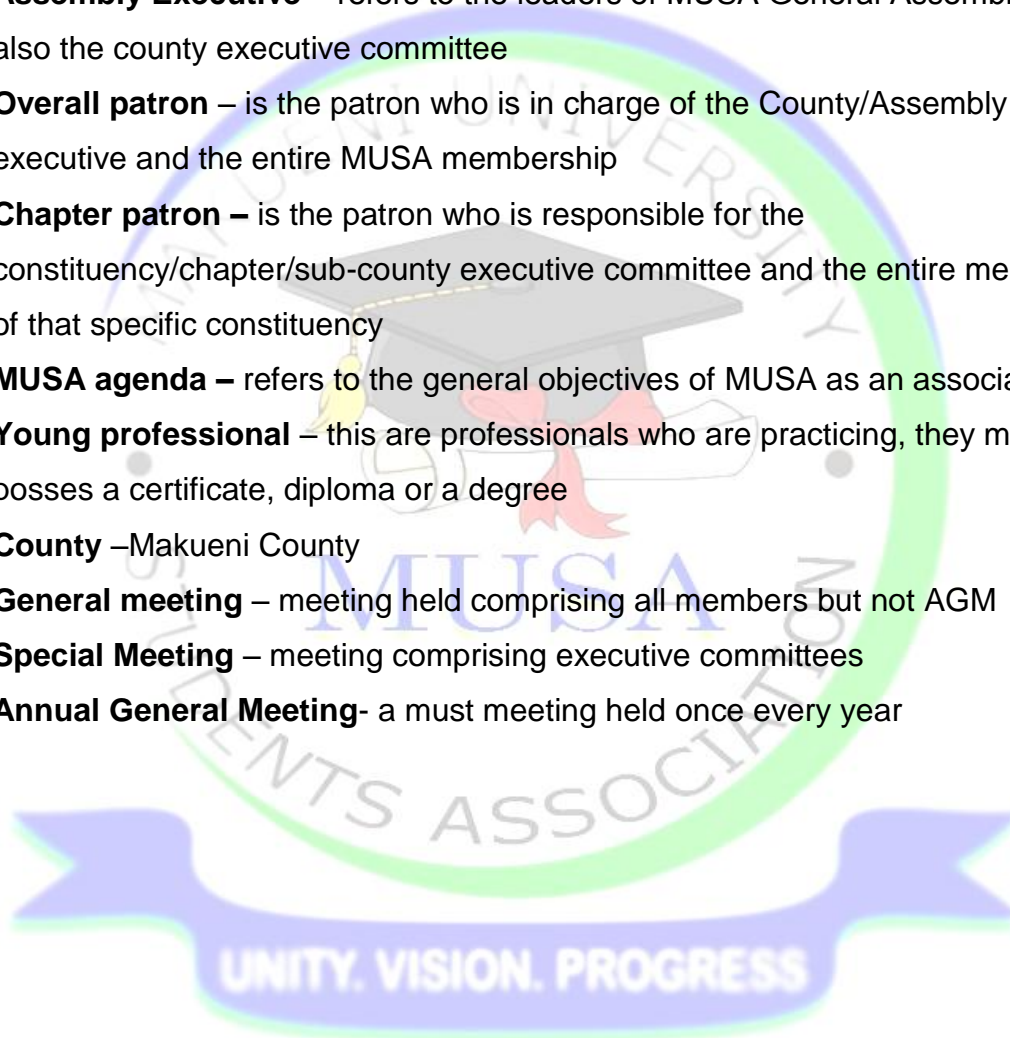 Assembly Executive – refers to the leaders of MUSA General Assembl
also the county executive committee
Overall patron – is the patron who is in charge of the County/Assembly
executive and the entire MUSA membership
Chapter patron – is the patron who is responsible for the
constituency/chapter/sub-county executive committee and the entire me
of that specific constituency
MUSA agenda – refers to the general objectives of MUSA as an associa
Young professional – this are professionals who are practicing, they m
posses a certificate, diploma or a degree
County –Makueni County
General meeting – meeting held comprising all members but not AGM
Special Meeting – meeting comprising executive committees
Annual General Meeting- a must meeting held once every year
MAKUENI UNIVERSITY
MUSA
STUDENTS ASSOCIATION
UNITY. VISION. PROGRESS